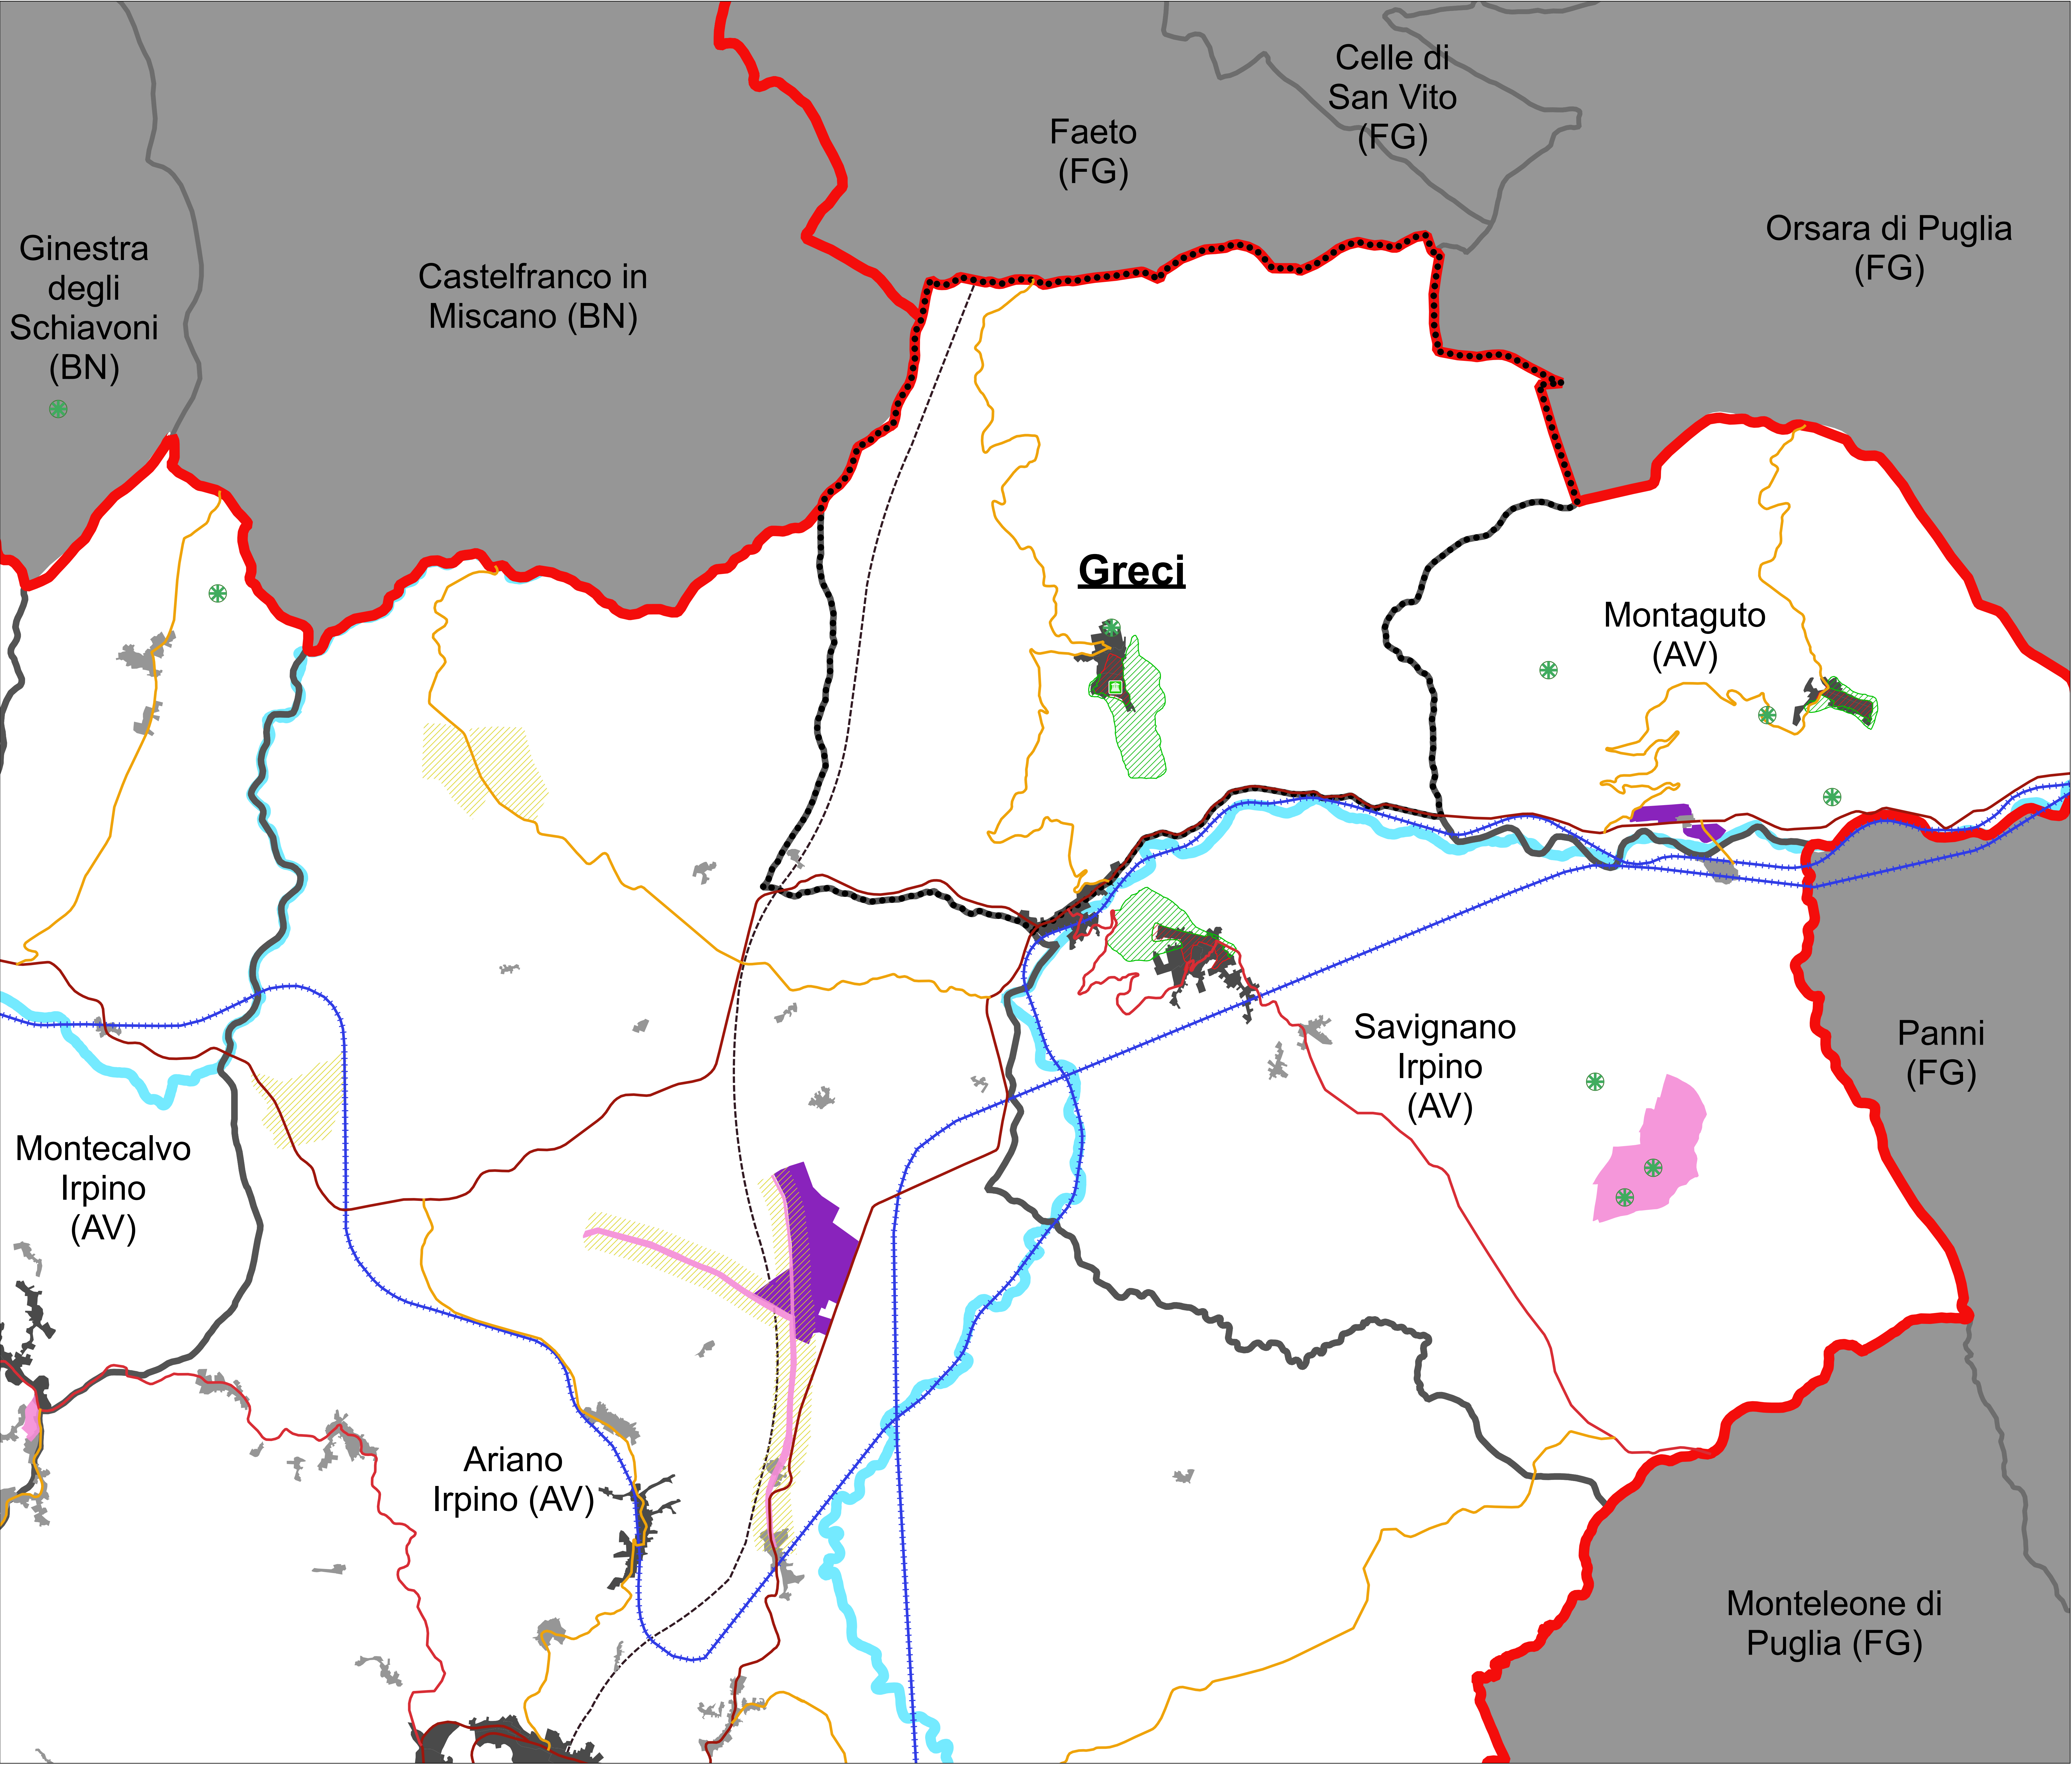 Celle di
San Vito
(FG)
Faeto
(FG)
Orsara di Puglia
(FG)
Ginestra
degli
Schiavoni
(BN)
Castelfranco in
Miscano (BN)
Greci
Montaguto
(AV)
Savignano
Irpino
(AV)
Panni
(FG)
Montecalvo
Irpino
(AV)
Ariano
Irpino (AV)
Monteleone di
Puglia (FG)